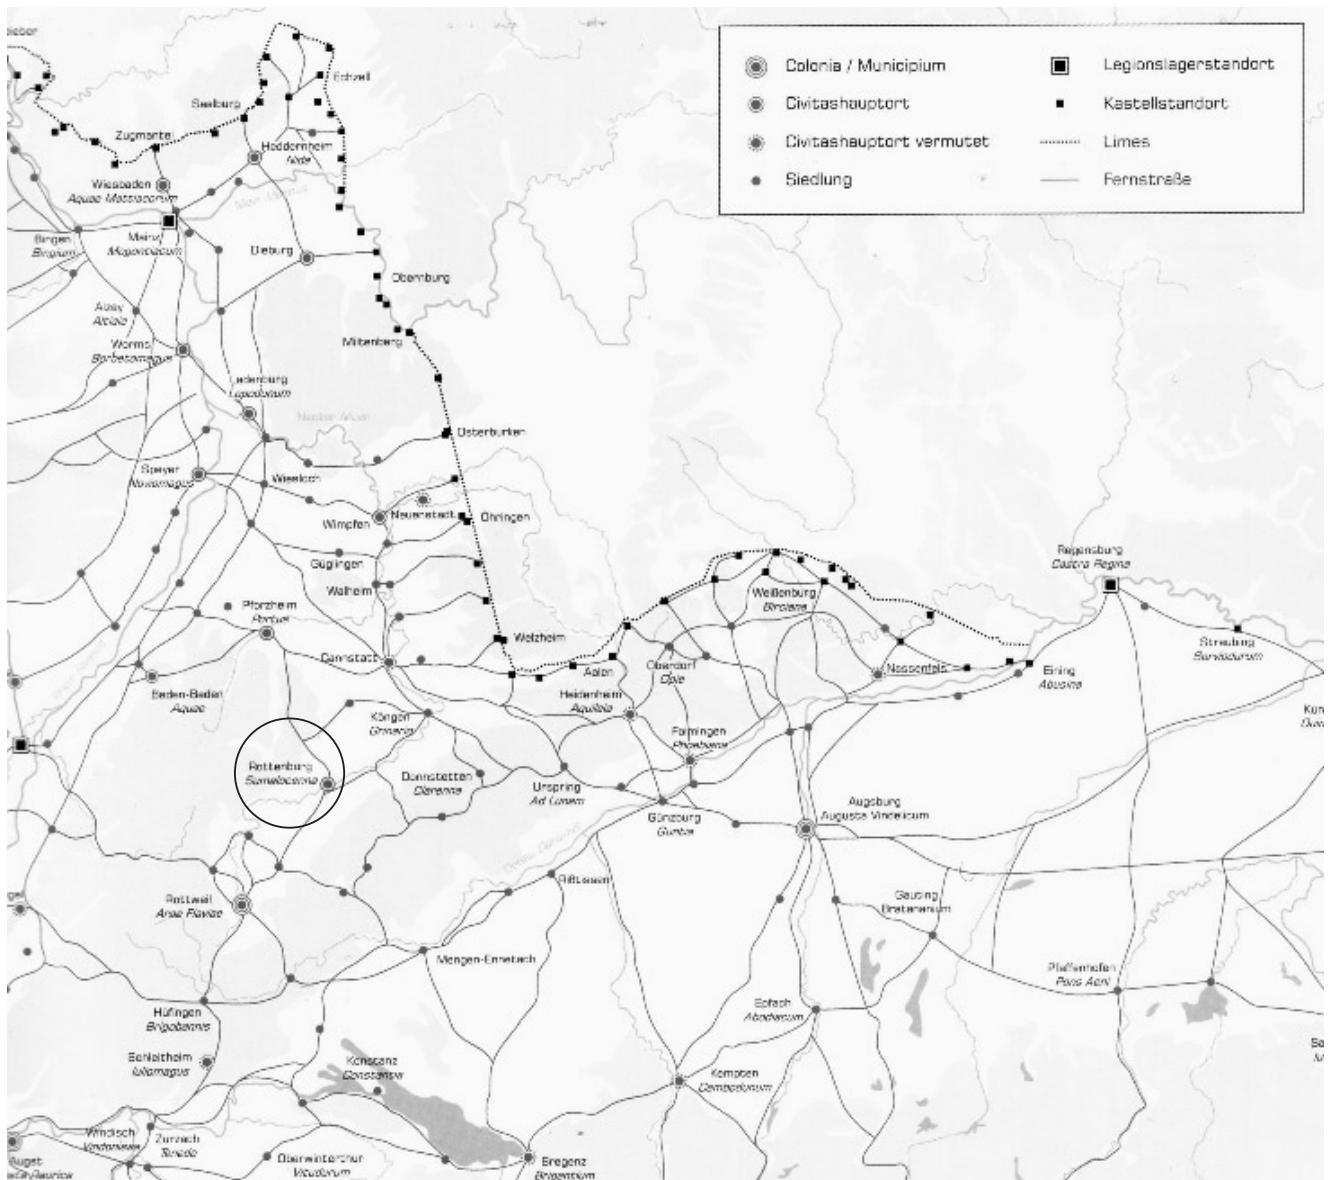 Colonia / Municipium
Civitashauptort
Civitashauptort vermutet
Siedlung
Legionslagerstandort
Kastellstandort
Limes
Fernstraße
Echzell
Saalburg
Zugmantel
Heddernheim
Nida
Wiesbaden
Aquae Mattiacorum
Mainz
Mogontiacum
Bingen
Bingium
Dieburg
Obernburg
Alzey
Altiaia
Miltenberg
Worms
Borbetomagus
Ladenburg
Lopodunum
Osterburken
Speyer
Noviomagus
Wiesloch
Wimpfen
Neuenstadt
Öhringen
Güglingen
Walheim
Regensburg
Castra Regina
Weißenburg
Biriciana
Pforzheim
Portus
Welzheim
Straubing
Sorviodurum
Cannstatt
Aalen
Oberdorf
Opie
Nassenfels
Eining
Abusina
Baden-Baden
Aquae
Heidenheim
Aquileia
Köngen
Grinario
Faimingen
Phoebiana
Rottenburg
Sumelocenna
Donnstetten
Clarenna
Urspring
Ad Lunam
Günzburg
Guntia
Augsburg
Augusta Vindelicum
Rißtissen
Rottweil
Arae Flaviae
Gauting
Bratananium
Mengen-Ennetach
Pfaffenhofen
Pons Aeni
Hüfingen
Brigobannis
Epfach
Abodiacum
Schleitheim
Iuliomagus
Konstanz
Constantia
Kempten
Cambodunum
Windisch
Vindonissa
Zurzach
Tenedo
Oberwinterthur
Vitudurum
Bregenz
Brigantium
Augst